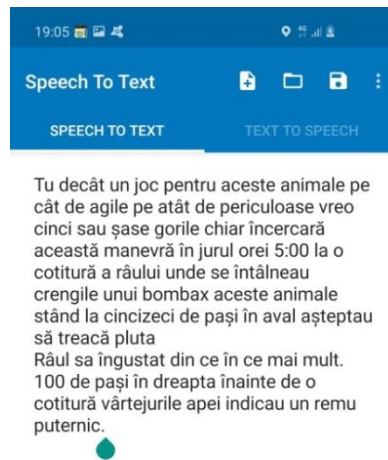 19:05
Speech To Text
SPEECH TO TEXT
TEXT TO SPEECH
Tu decât un joc pentru aceste animale pe
cât de agile pe atât de periculoase vreo
cinci sau șase gorile chiar încercară
această manevră în jurul orei 5:00 la o
cotitură a râului unde se întâlneau
crengile unui bombax aceste animale
stând la cincizeci de pași în aval așteptau
să treacă pluta
Râul sa îngustat din ce în ce mai mult.
100 de pași în dreapta înainte de o
cotitură vârtejurile apei indicau un remu
puternic.